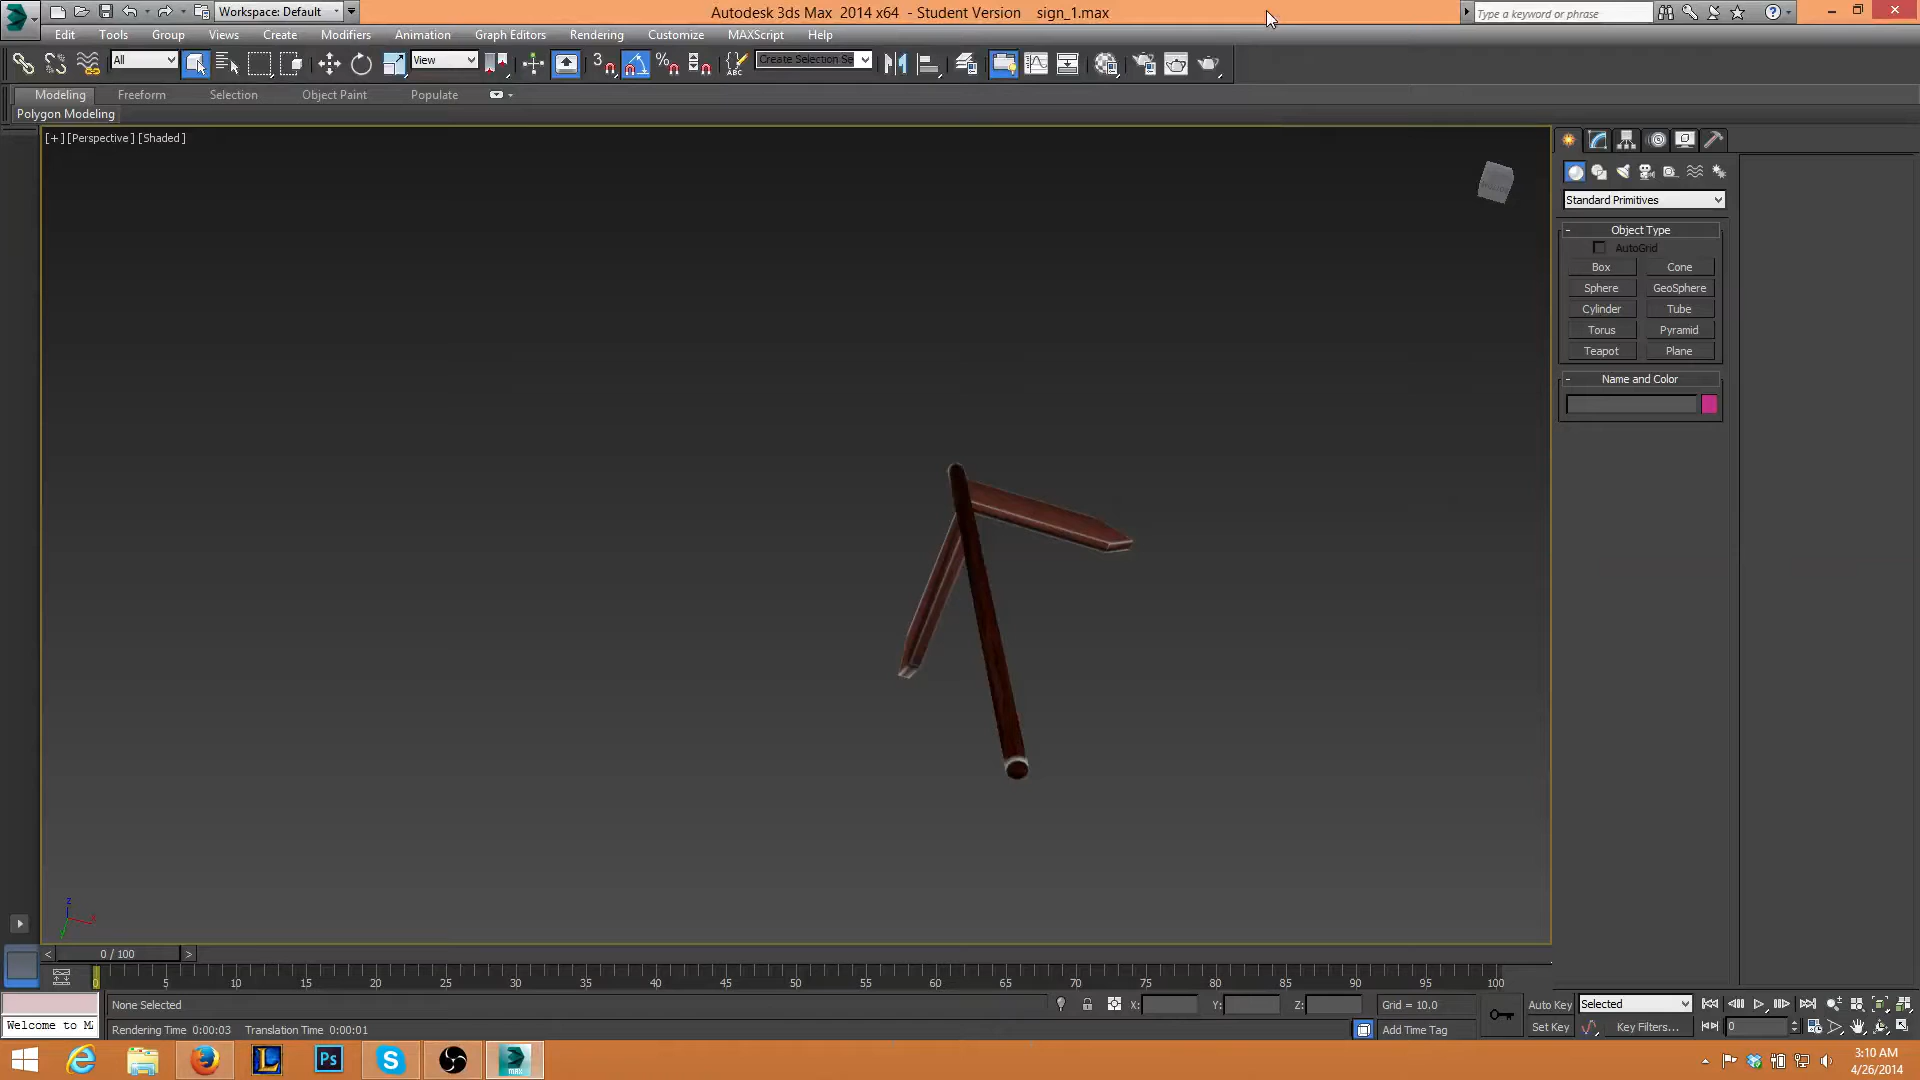 Workspace: Default
Autodesk 3ds Max 2014 x64 - Student Version sign_1.max
Type a keyword or phrase
Edit Tools Group Views Create Modifiers Animation Graph Editors Rendering Customize MAXScript Help
All View Create Selection Se
Modeling Freeform Selection Object Paint Populate
Polygon Modeling
[+] [Perspective] [Shaded]
Standard Primitives
- Object Type
AutoGrid
Box Cone
Sphere GeoSphere
Cylinder Tube
Torus Pyramid
Teapot Plane
- Name and Color
z
x
< 0 / 100 >
0 5 10 15 20 25 30 35 40 45 50 55 60 65 70 75 80 85 90 95 100
None Selected X: Y: Z: Grid = 10.0 Auto Key Selected
Welcome to M
Rendering Time 0:00:03 Translation Time 0:00:01 Add Time Tag Set Key Key Filters... 0
3:10 AM
4/26/2014